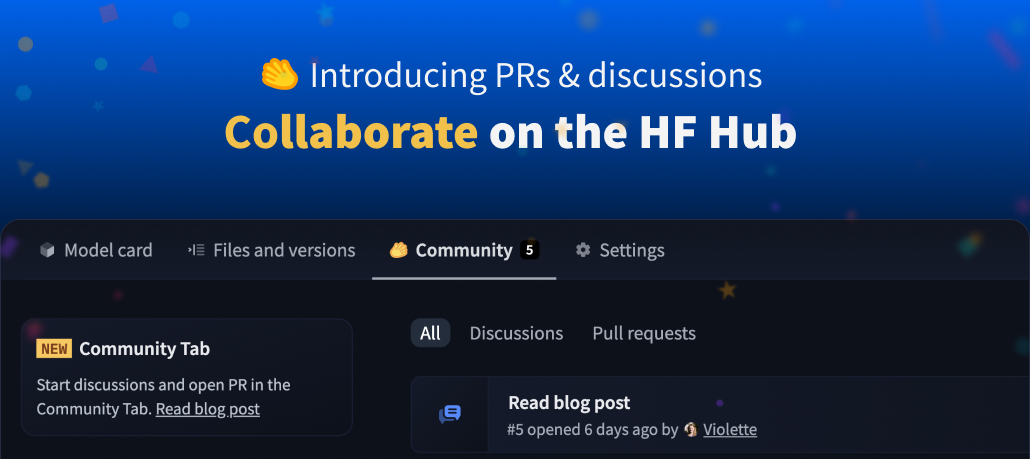 Introducing PRs & discussions
Collaborate on the HF Hub
Model card Files and versions Community 5 Settings
NEW Community Tab
Start discussions and open PR in the
Community Tab. Read blog post
All Discussions Pull requests
Read blog post
#5 opened 6 days ago by Violette